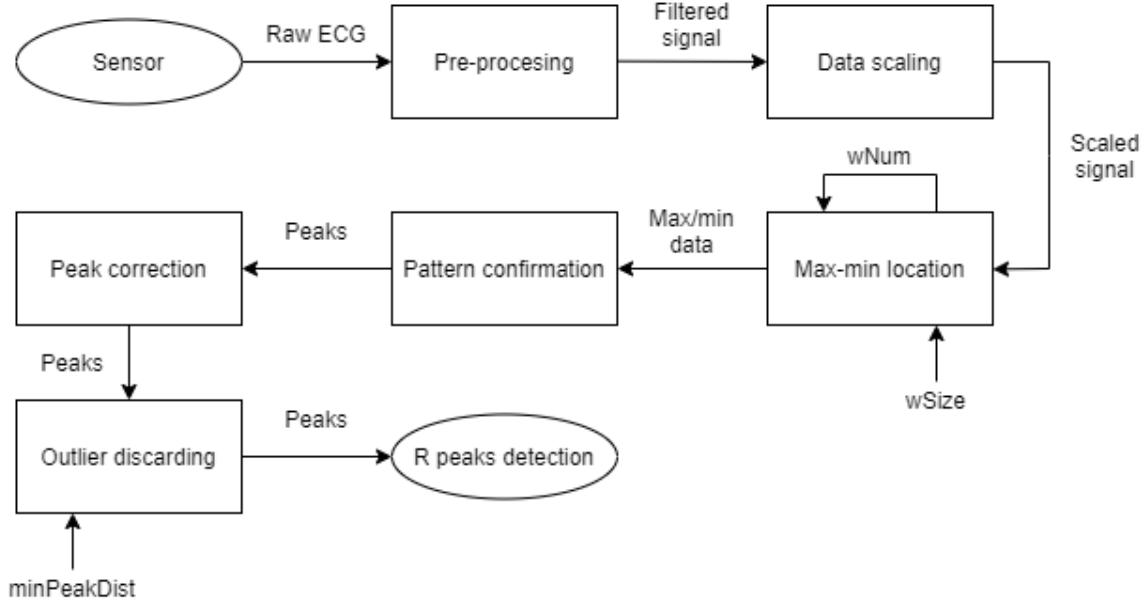 Sensor
Raw ECG
Pre-procesing
Filtered
signal
Data scaling
Scaled
signal
wNum
Max-min location
wSize
Max/min
data
Pattern confirmation
Peaks
Peak correction
Peaks
Outlier discarding
minPeakDist
Peaks
R peaks detection